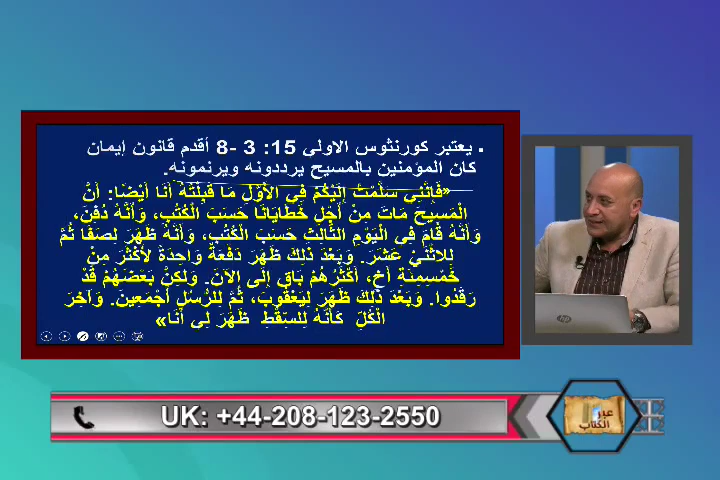 . يعتبر كورنثوس الاولى 15: 3 -8 أقدم قانون إيمان
كان المؤمنين بالمسيح يرددونه ويرنمونه.
«فَإِنَّنِي سَلَّمْتُ إِلَيْكُمْ فِي الأَوَّلِ مَا قَبِلْتُهُ أَنَا أَيْضًا: أَنَّ
الْمَسِيحَ مَاتَ مِنْ أَجْلِ خَطَايَانَا حَسَبَ الْكُتُبِ، وَأَنَّهُ دُفِنَ،
وَأَنَّهُ قَامَ فِي الْيَوْمِ الثَّالِثِ حَسَبَ الْكُتُبِ، وَأَنَّهُ ظَهَرَ لِصَفَا ثُمَّ
لِلاثْنَيْ عَشَرَ. وَبَعْدَ ذلِكَ ظَهَرَ دَفْعَةً وَاحِدَةً لأَكْثَرَ مِنْ
خَمْسِمِئَةِ أَخٍ، أَكْثَرُهُمْ بَاق إِلَى الآنَ. وَلكِنَّ بَعْضَهُمْ قَدْ
رَقَدُوا. وَبَعْدَ ذلِكَ ظَهَرَ لِيَعْقُوبَ، ثُمَّ لِلرُّسُلِ أَجْمَعِينَ. وَآخِرَ
الْكُلِّ كَأَنَّهُ لِلسِّقْطِ ظَهَرَ لِي أَنَا»
UK: +44-208-123-2550
عبر
الكتاب
hp